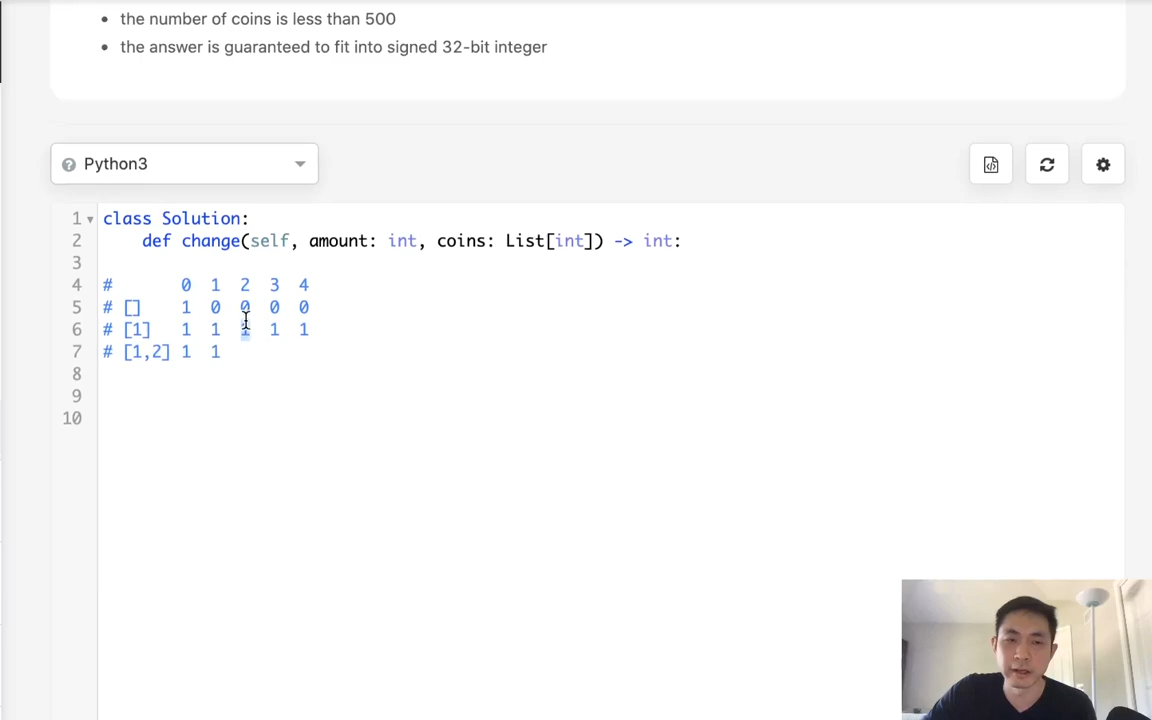 the number of coins is less than 500
the answer is guaranteed to fit into signed 32-bit integer
Python3
1 class Solution:
2 def change(self, amount: int, coins: List[int]) -> int:
3
4 # 0 1 2 3 4
5 # [] 1 0 0 0 0
6 # [1] 1 1 1 1 1
7 # [1,2] 1 1
8
9
10